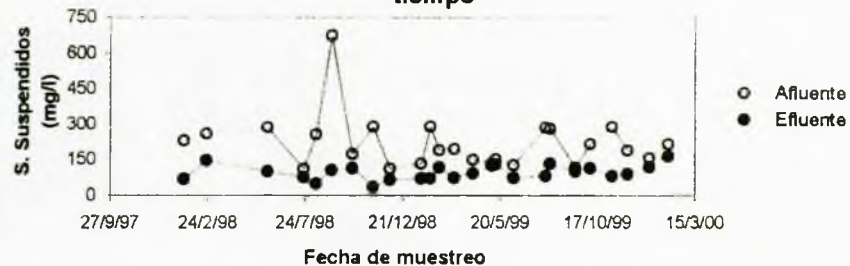 tiempo
S. Suspendidos
(mg/l)
750
600
450
300
150
0
27/9/97 24/2/98 24/7/98 21/12/98 20/5/99 17/10/99 15/3/00
Fecha de muestreo
Afluente
Efluente